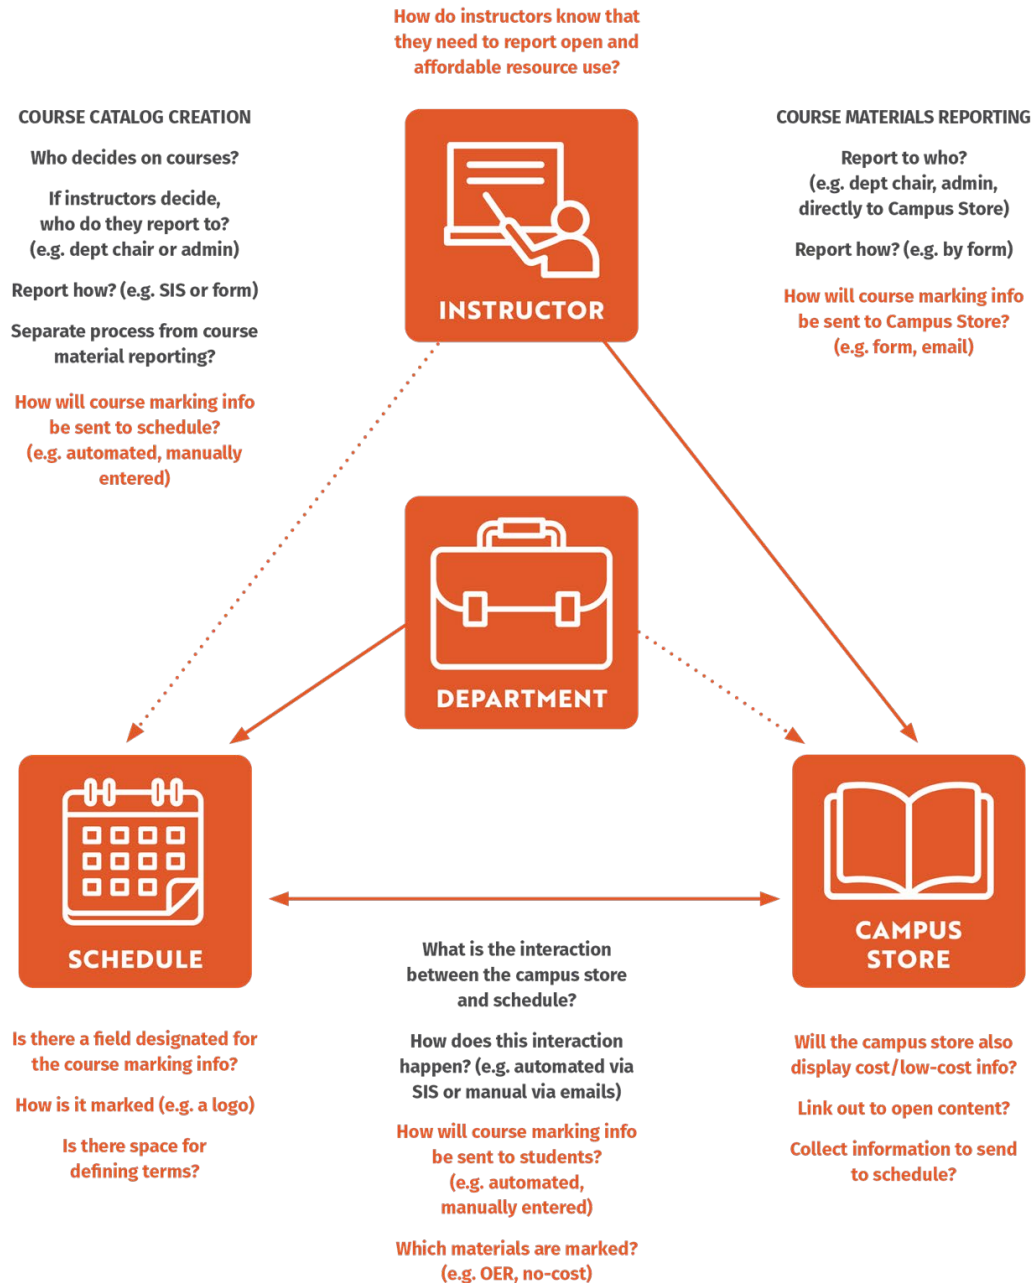 How do instructors know that
they need to report open and
affordable resource use?
COURSE CATALOG CREATION
Who decides on courses?
If instructors decide,
who do they report to?
(e.g. dept chair or admin)
Report how? (e.g. SIS or form)
Separate process from course
material reporting?
How will course marking info
be sent to schedule?
(e.g. automated, manually
entered)
INSTRUCTOR
COURSE MATERIALS REPORTING
Report to who?
(e.g. dept chair, admin,
directly to Campus Store)
Report how? (e.g. by form)
How will course marking info
be sent to Campus Store?
(e.g. form, email)
DEPARTMENT
SCHEDULE
CAMPUS
STORE
Is there a field designated for
the course marking info?
How is it marked (e.g. a logo)
Is there space for
defining terms?
What is the interaction
between the campus store
and schedule?
How does this interaction
happen? (e.g. automated via
SIS or manual via emails)
How will course marking info
be sent to students?
(e.g. automated,
manually entered)
Which materials are marked?
(e.g. OER, no-cost)
Will the campus store also
display cost/low-cost info?
Link out to open content?
Collect information to send
to schedule?